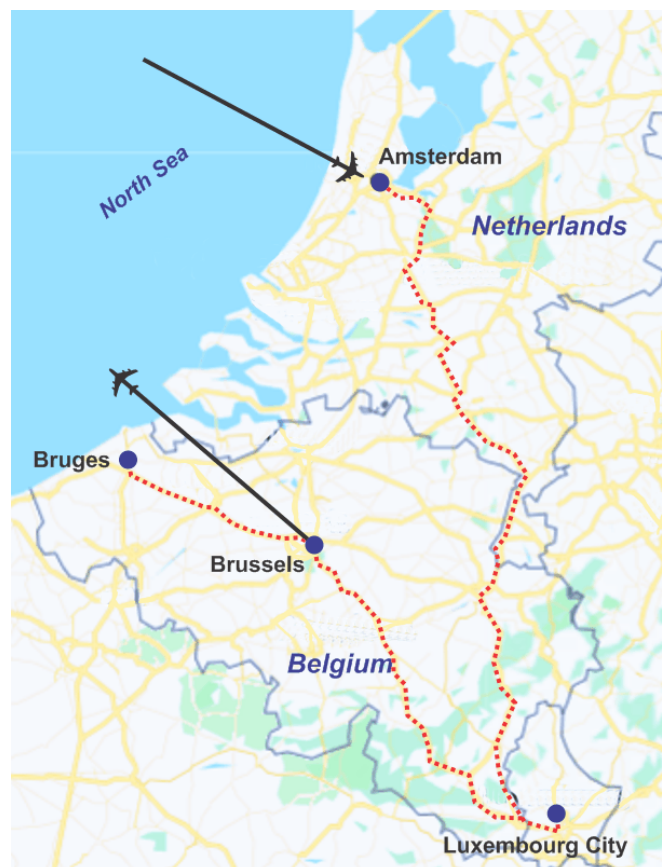 Amsterdam
North Sea
Netherlands
Bruges
Brussels
Belgium
Luxembourg City